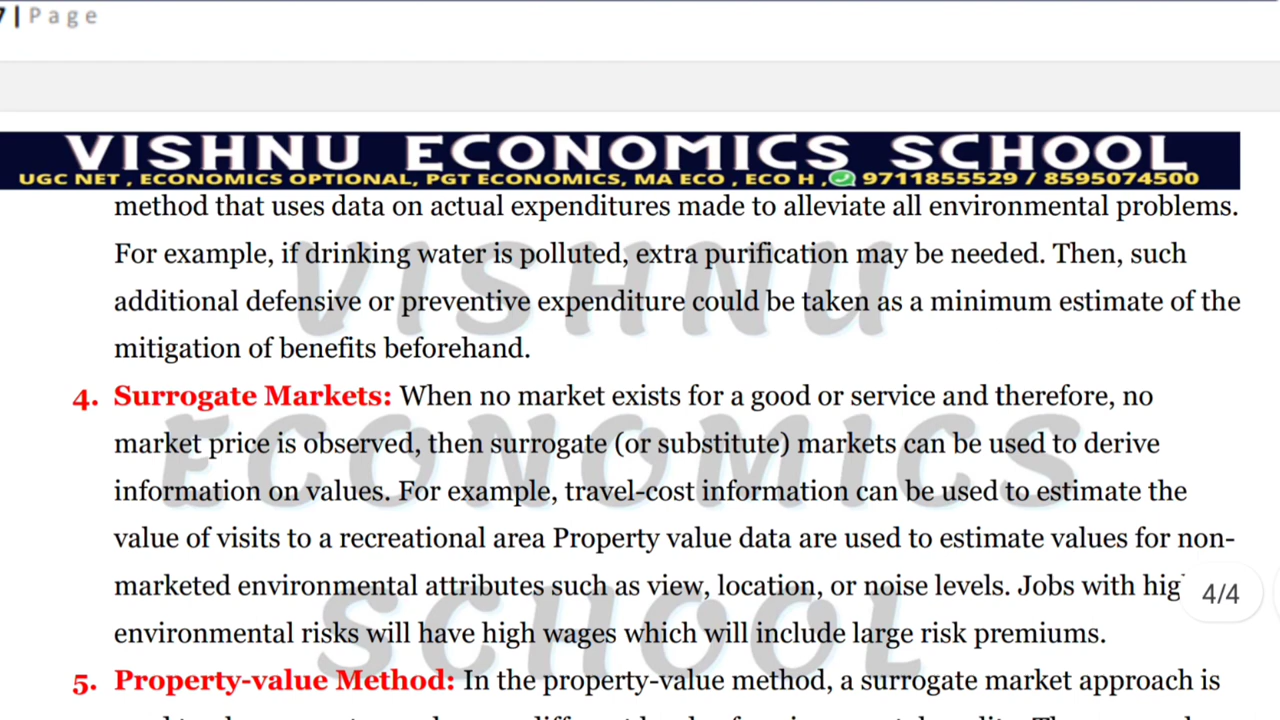 7 | Page
VISHNU ECONOMICS SCHOOL
UGC NET , ECONOMICS OPTIONAL, PGT ECONOMICS, MA ECO , ECO H , 9711855529 / 8595074500
method that uses data on actual expenditures made to alleviate all environmental problems.
For example, if drinking water is polluted, extra purification may be needed. Then, such
additional defensive or preventive expenditure could be taken as a minimum estimate of the
mitigation of benefits beforehand.
4. Surrogate Markets: When no market exists for a good or service and therefore, no
market price is observed, then surrogate (or substitute) markets can be used to derive
information on values. For example, travel-cost information can be used to estimate the
value of visits to a recreational area Property value data are used to estimate values for non-
marketed environmental attributes such as view, location, or noise levels. Jobs with
4/4
environmental risks will have high wages which will include large risk premiums.
5. Property-value Method: In the property-value method, a surrogate market approach is
VISHNU
ECONOMICS
SCHOOL